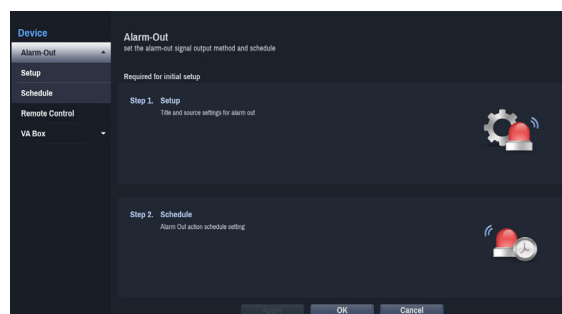 Device
Alarm-Out
Setup
Schedule
Remote Control
VA Box
Alarm-Out
set the alarm-out signal output method and schedule
Required for initial setup
Step 1. Setup
Title and source settings for alarm out
Step 2. Schedule
Alarm Out action schedule setting
Apply
OK
Cancel